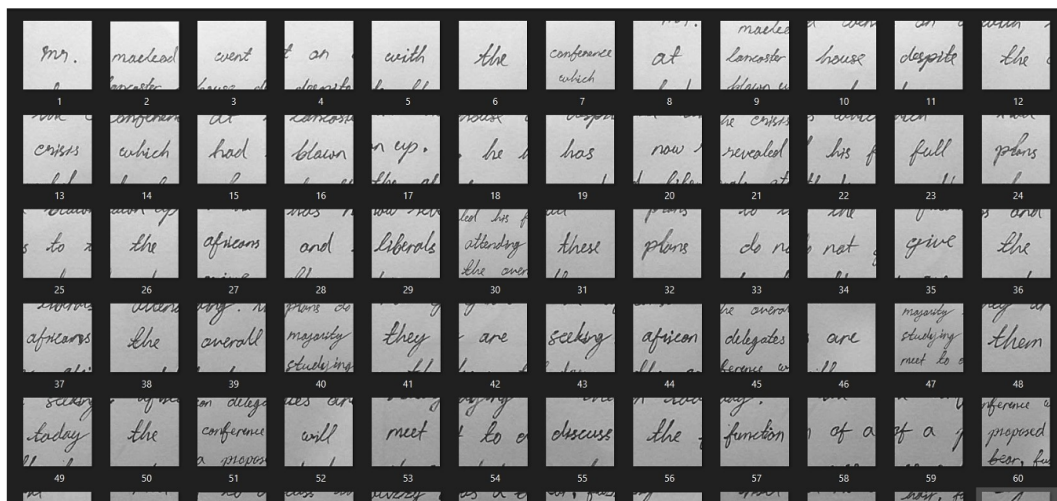 mr. macleod went on with the conference at lancaster house despite the
1 2 3 4 5 6 7 8 9 10 11 12
crisis which had blown up. he has now revealed his full plans
13 14 15 16 17 18 19 20 21 22 23 24
to the africans and liberals attending these plans do not give the
25 26 27 28 29 30 31 32 33 34 35 36
africans the overall majority they are seeking african delegates are studying them
37 38 39 40 41 42 43 44 45 46 47 48
today the conference will meet to discuss the function of a proposed
49 50 51 52 53 54 55 56 57 58 59 60